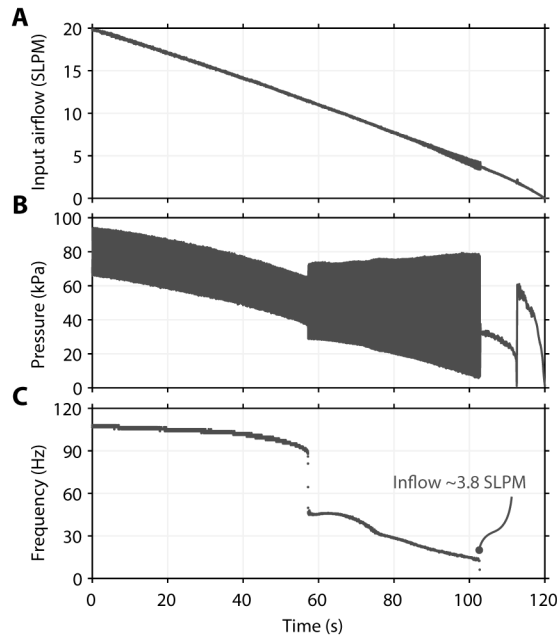 A
20
15
10
5
0
Input airflow (SLPM)
B
100
80
60
40
20
0
Pressure (kPa)
C
120
90
60
30
0
Frequency (Hz)
Inflow ~3.8 SLPM
0 20 40 60 80 100 120
Time (s)